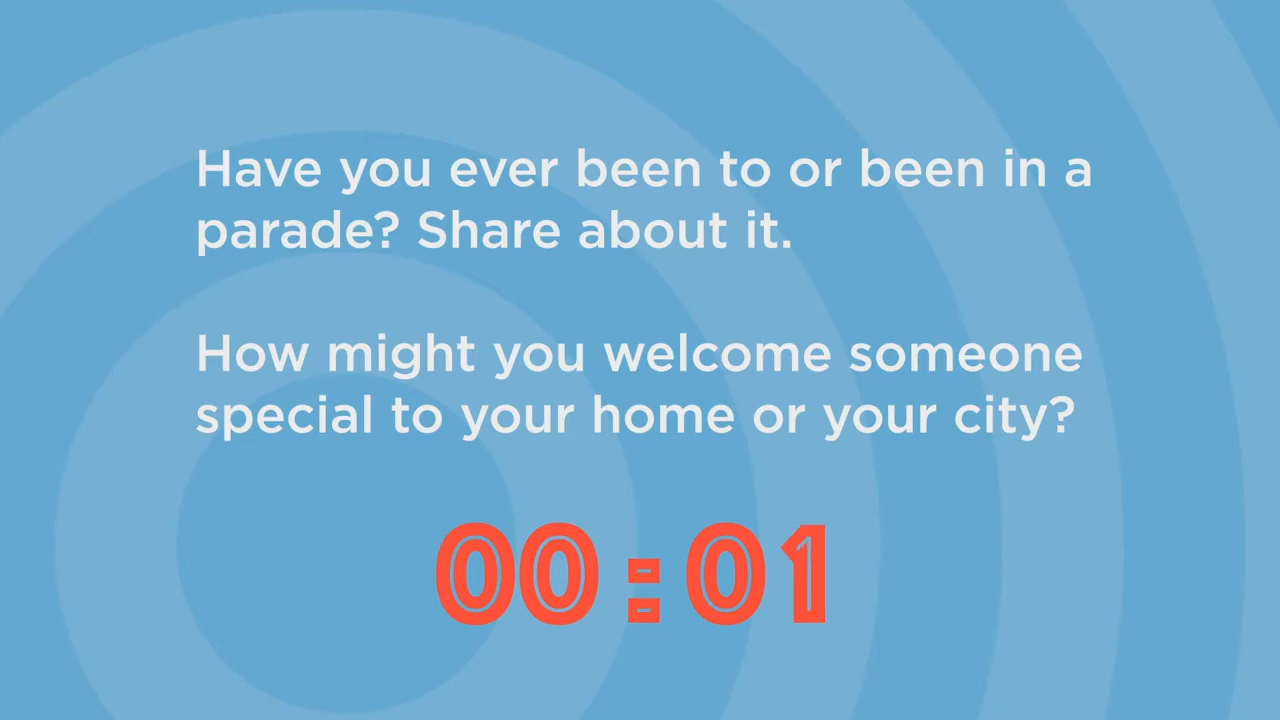 Have you ever been to or been in a
parade? Share about it.
How might you welcome someone
special to your home or your city?
00:01